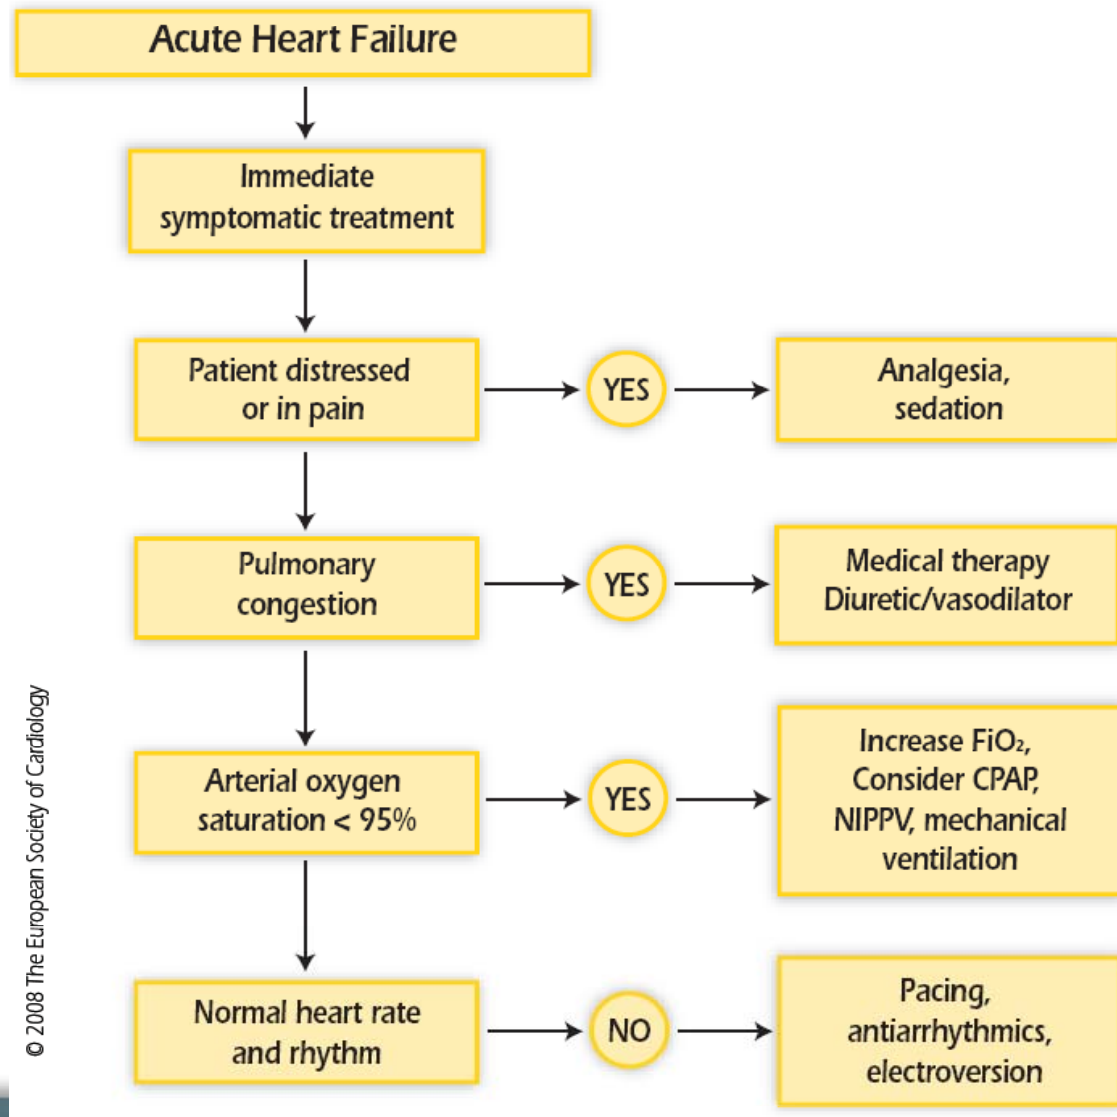 Acute Heart Failure
Immediate
symptomatic treatment
Patient distressed
or in pain
YES
Analgesia,
sedation
Pulmonary
congestion
YES
Medical therapy
Diuretic/vasodilator
Arterial oxygen
saturation < 95%
YES
Increase FiO₂,
Consider CPAP,
NIPPV, mechanical
ventilation
Normal heart rate
and rhythm
NO
Pacing,
antiarrhythmics,
electroversion
© 2008 The European Society of Cardiology